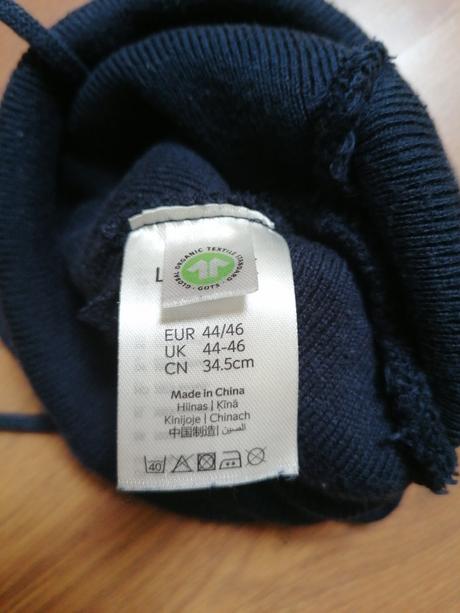 GLOBAL ORGANIC TEXTILE STANDARD · GOTS ·
L
EUR 44/46
UK 44-46
CN 34.5cm
Made in China
Hiinas | Ķīnā
Kinijoje | Chinach
中国制造 | الصين
40